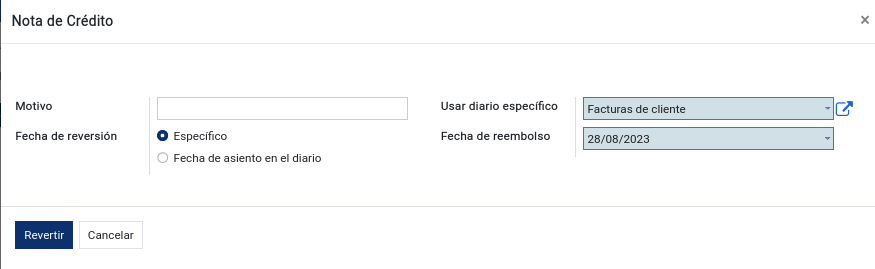 Nota de Crédito
×
Motivo
Usar diario específico
Facturas de cliente
Fecha de reversión
Específico
Fecha de reembolso
28/08/2023
Fecha de asiento en el diario
Revertir
Cancelar